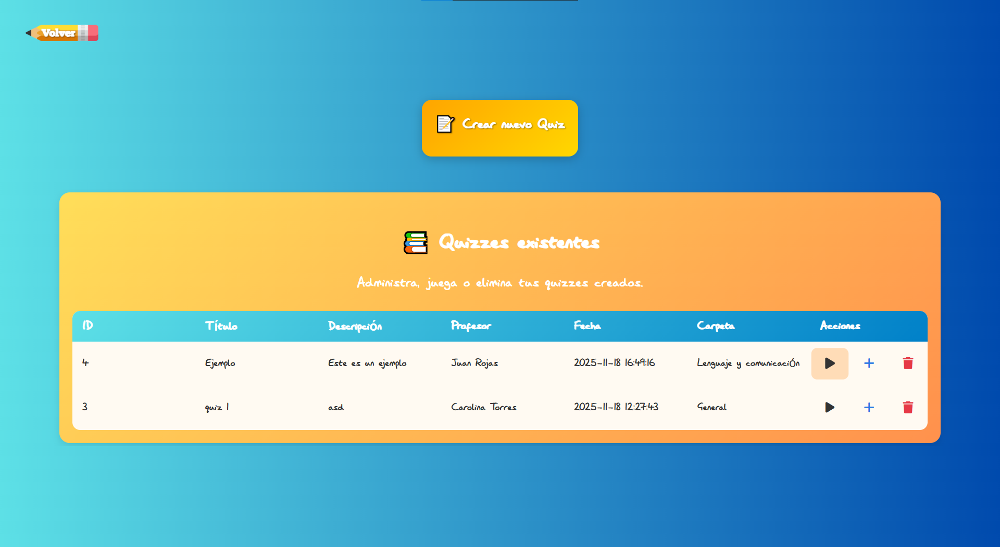 Volver
Crear nuevo Quiz
Quizzes existentes
Administra, juega o elimina tus quizzes creados.
ID Título Descripción Profesor Fecha Carpeta Acciones
4 Ejemplo Este es un ejemplo Juan Rojas 2025-11-18 16:49:16 Lenguaje y comunicación
3 quiz 1 asd Carolina Torres 2025-11-18 12:27:43 General